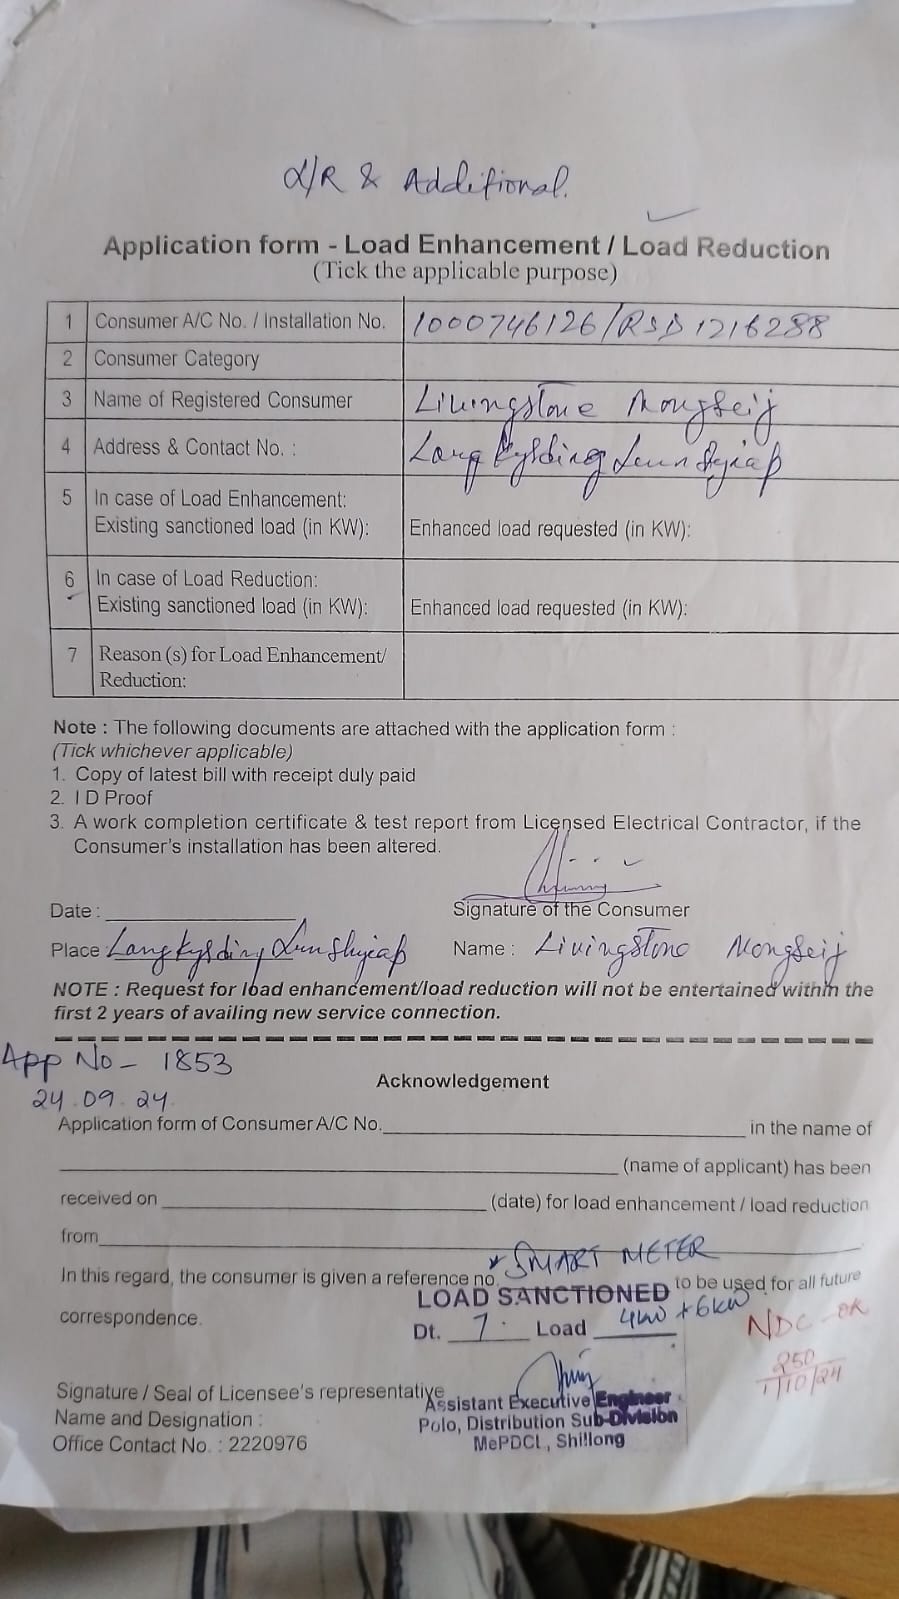 L/R & Additional.
Application form - Load Enhancement / Load Reduction
(Tick the applicable purpose)
1 Consumer A/C No. / Installation No. 1000746126/RSD1216288
2 Consumer Category
3 Name of Registered Consumer Livingstone Mongseij
4 Address & Contact No. : Langkyrding
5 In case of Load Enhancement:
Existing sanctioned load (in KW): Enhanced load requested (in KW):
6 In case of Load Reduction:
Existing sanctioned load (in KW): Enhanced load requested (in KW):
7 Reason (s) for Load Enhancement/
Reduction:
Note : The following documents are attached with the application form :
(Tick whichever applicable)
1. Copy of latest bill with receipt duly paid
2. I D Proof
3. A work completion certificate & test report from Licensed Electrical Contractor, if the
Consumer's installation has been altered.
Date :
Signature of the Consumer
Place Langkyrding Name : Livingstone Mongseij
NOTE : Request for load enhancement/load reduction will not be entertained within the
first 2 years of availing new service connection.
App No - 1853
Acknowledgement
24.09.24.
Application form of Consumer A/C No. in the name of
(name of applicant) has been
received on (date) for load enhancement / load reduction
from
* SMART METER
In this regard, the consumer is given a reference no. to be used for all future
correspondence.
LOAD SANCTIONED
Dt. 7. Load 4kw + 6kw
NDC - OK
250
1/10/24
Signature / Seal of Licensee's representative
Assistant Executive Engineer
Name and Designation :
Polo, Distribution Sub-Division
Office Contact No. : 2220976
MePDCL, Shillong